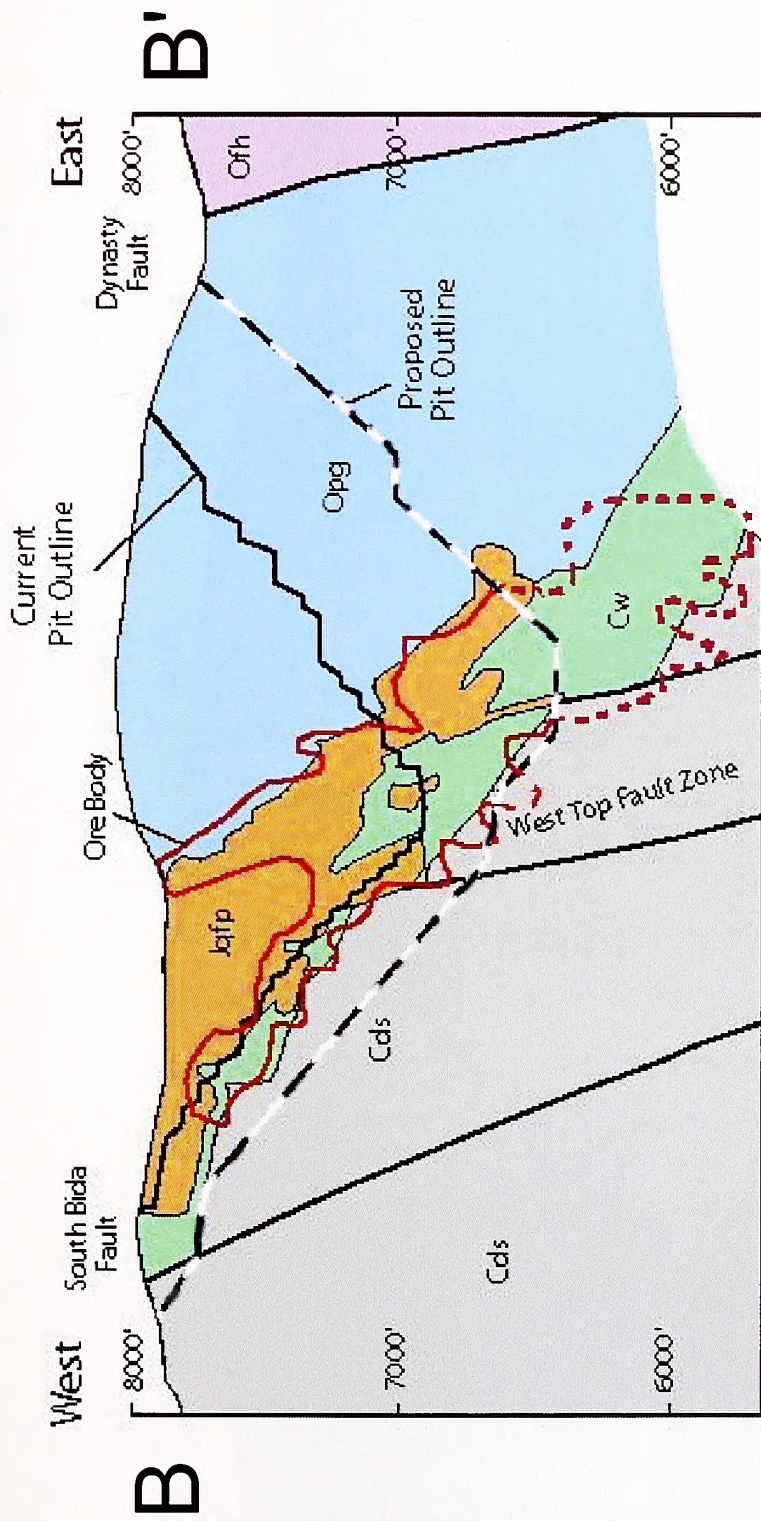 B
B'
West
East
South Bida
Fault
Ore Body
Current
Pit Outline
Dynasty
Fault
8000'
8000'
7000'
7000'
6000'
6000'
Jqfp
Opg
Ofh
Proposed
Pit Outline
Cds
Cds
Cw
West Top Fault Zone